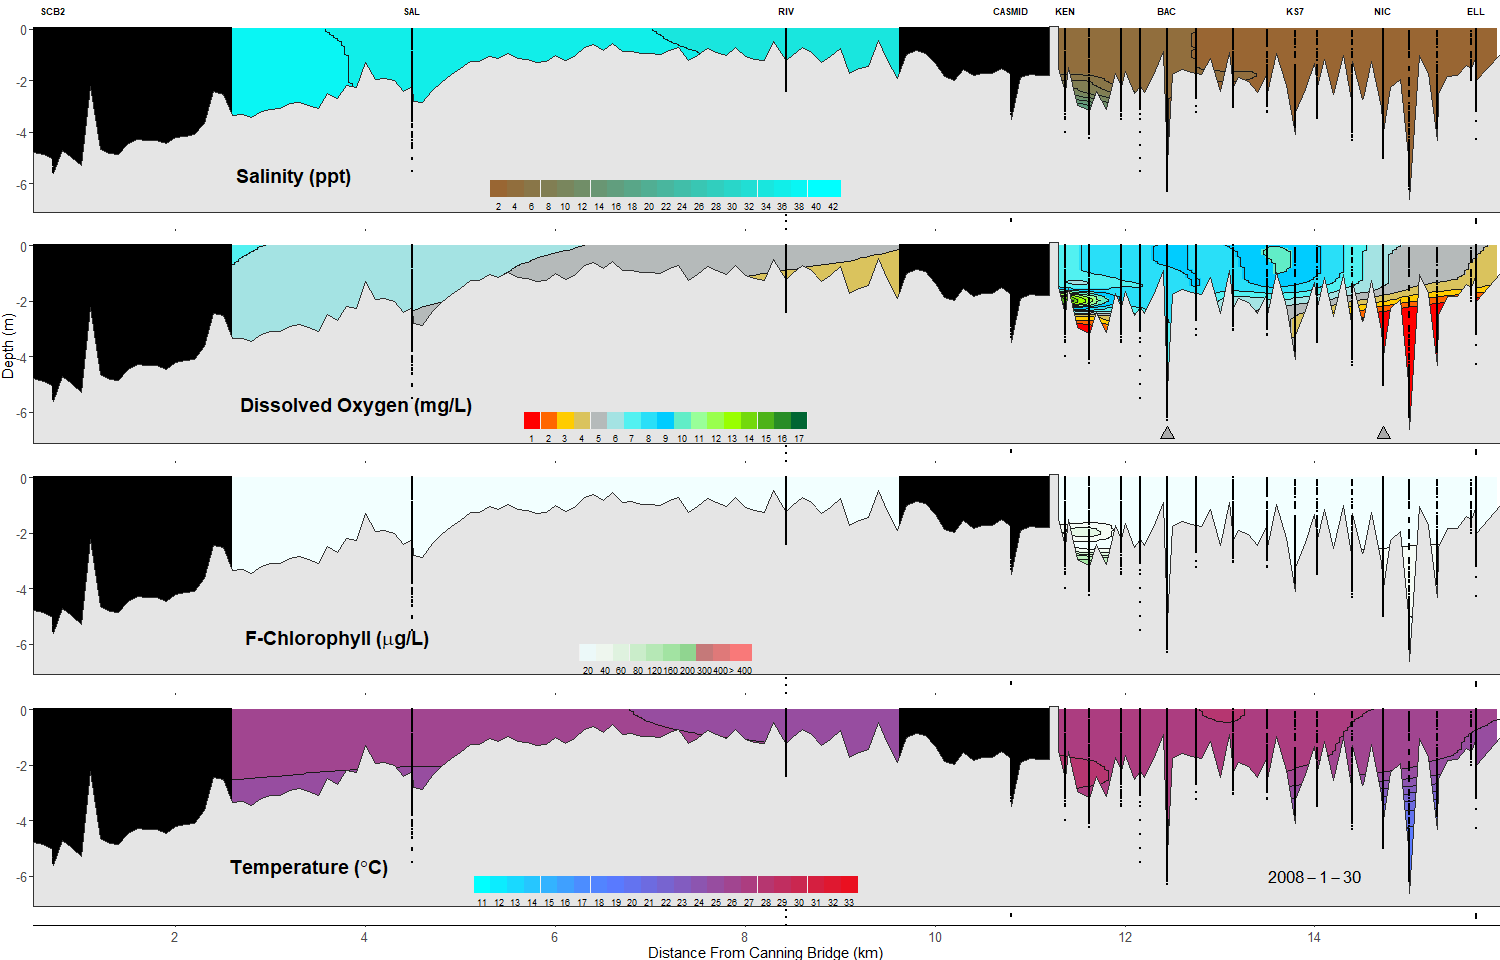 SCB2 SAL RIV CASMID KEN BAC KS7 NIC ELL
0
-2
-4
-6
Salinity (ppt)
2 4 6 8 10 12 14 16 18 20 22 24 26 28 30 32 34 36 38 40 42
0
-2
-4
-6
Dissolved Oxygen (mg/L)
1 2 3 4 5 6 7 8 9 10 11 12 13 14 15 16 17
Depth (m)
0
-2
-4
-6
F-Chlorophyll (μg/L)
20 40 60 80 120 160 200 300 400 > 400
0
-2
-4
-6
Temperature (°C)
2008 – 1 – 30
11 12 13 14 15 16 17 18 19 20 21 22 23 24 25 26 27 28 29 30 31 32 33
2 4 6 8 10 12 14
Distance From Canning Bridge (km)